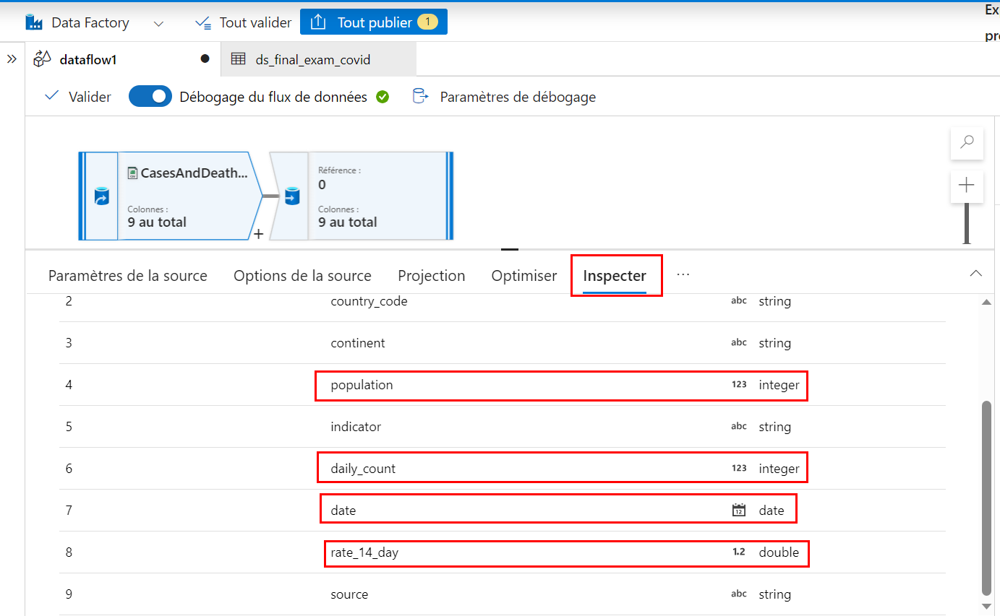 Data Factory
Tout valider
Tout publier 1
Ex
pr
dataflow1
ds_final_exam_covid
Valider
Débogage du flux de données
Paramètres de débogage
CasesAndDeath...
Colonnes :
9 au total
Référence :
0
Colonnes :
9 au total
Paramètres de la source
Options de la source
Projection
Optimiser
Inspecter
...
2 country_code abc string
3 continent abc string
4 population 123 integer
5 indicator abc string
6 daily_count 123 integer
7 date 12 date
8 rate_14_day 1.2 double
9 source abc string